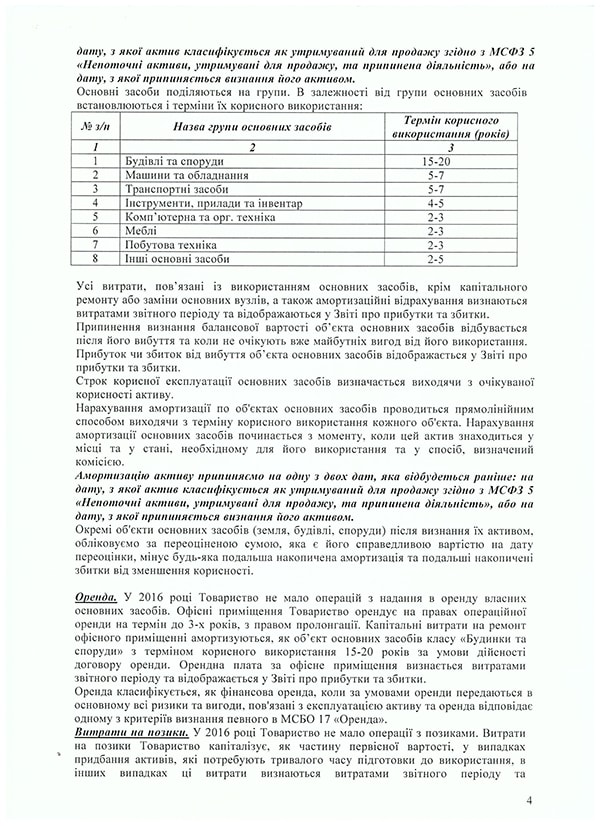 дату, з якої актив класифікується як утримуваний для продажу згідно з МСФЗ 5
«Непоточні активи, утримувані для продажу, та припинена діяльність», або на
дату, з якої припиняється визнання його активом.
Основні засоби поділяються на групи. В залежності від групи основних засобів
встановлюються і терміни їх корисного використання:
№ з/п Назва групи основних засобів Термін корисного
використання (років)
1 2 3
1 Будівлі та споруди 15-20
2 Машини та обладнання 5-7
3 Транспортні засоби 5-7
4 Інструменти, прилади та інвентар 4-5
5 Комп’ютерна та орг. техніка 2-3
6 Меблі 2-3
7 Побутова техніка 2-3
8 Інші основні засоби 2-5
Усі витрати, пов’язані із використанням основних засобів, крім капітального
ремонту або заміни основних вузлів, а також амортизаційні відрахування визнаються
витратами звітного періоду та відображаються у Звіті про прибутки та збитки.
Припинення визнання балансової вартості об’єкта основних засобів відбувається
після його вибуття та коли не очікують вже майбутніх вигод від його використання.
Прибуток чи збиток від вибуття об’єкта основних засобів відображається у Звіті про
прибутки та збитки.
Строк корисної експлуатації основних засобів визначається виходячи з очікуваної
корисності активу.
Нарахування амортизації по об'єктах основних засобів проводиться прямолінійним
способом виходячи з терміну корисного використання кожного об'єкта. Нарахування
амортизації основних засобів починається з моменту, коли цей актив знаходиться у
місці та у стані, необхідному для його використання та у спосіб, визначений
комісією.
Амортизацію активу припиняємо на одну з двох дат, яка відбудеться раніше: на
дату, з якої актив класифікується як утримуваний для продажу згідно з МСФЗ 5
«Непоточні активи, утримувані для продажу, та припинена діяльність», або на
дату, з якої припиняється визнання його активом.
Окремі об'єкти основних засобів (земля, будівлі, споруди) після визнання їх активом,
обліковуємо за переоціненою сумою, яка є його справедливою вартістю на дату
переоцінки, мінус будь-яка подальша накопичена амортизація та подальші накопичені
збитки від зменшення корисності.
Оренда. У 2016 році Товариство не мало операцій з надання в оренду власних
основних засобів. Офісні приміщення Товариство орендує на правах операційної
оренди на термін до 3-х років, з правом пролонгації. Капітальні витрати на ремонт
офісного приміщенні амортизуються, як об’єкт основних засобів класу «Будинки та
споруди» з терміном корисного використання 15-20 років за умови дійсності
договору оренди. Орендна плата за офісне приміщення визнається витратами
звітного періоду та відображається у Звіті про прибутки та збитки.
Оренда класифікується, як фінансова оренда, коли за умовами оренди передаються в
основному всі ризики та вигоди, пов'язані з експлуатацією активу та оренда відповідає
одному з критеріїв визнання певного в МСБО 17 «Оренда».
Витрати на позики. У 2016 році Товариство не мало операції з позиками. Витрати
на позики Товариство капіталізує, як частину первісної вартості, у випадках
придбання активів, які потребують тривалого часу підготовки до використання, в
інших випадках ці витрати визнаються витратами звітного періоду та
4